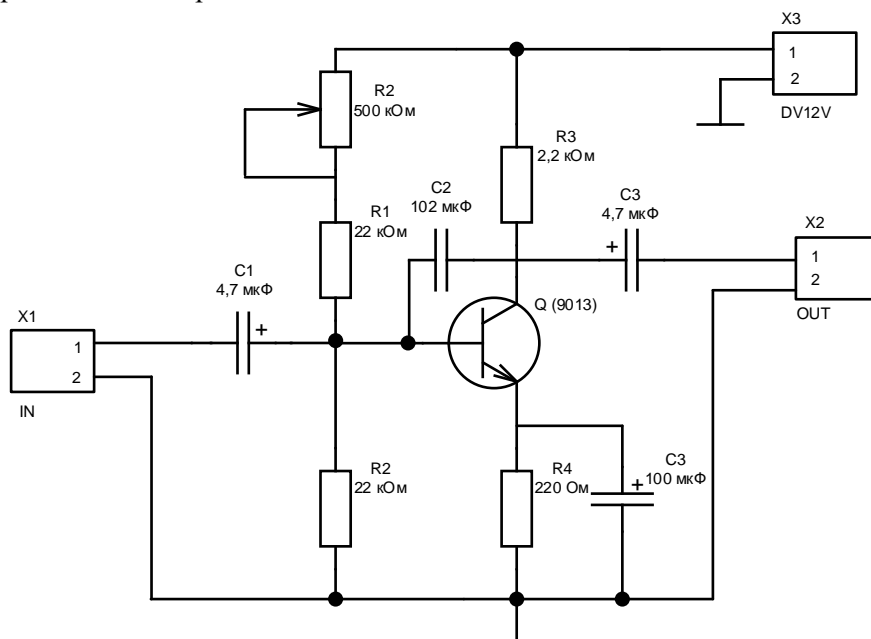 X3
1
2
DV12V
R2
500 кОм
R3
2,2 кОм
C2
102 мкФ
C3
4,7 мкФ
X2
1
2
OUT
R1
22 кОм
C1
4,7 мкФ
+
+
Q (9013)
X1
1
2
IN
R2
22 кОм
R4
220 Ом
C3
+
100 мкФ